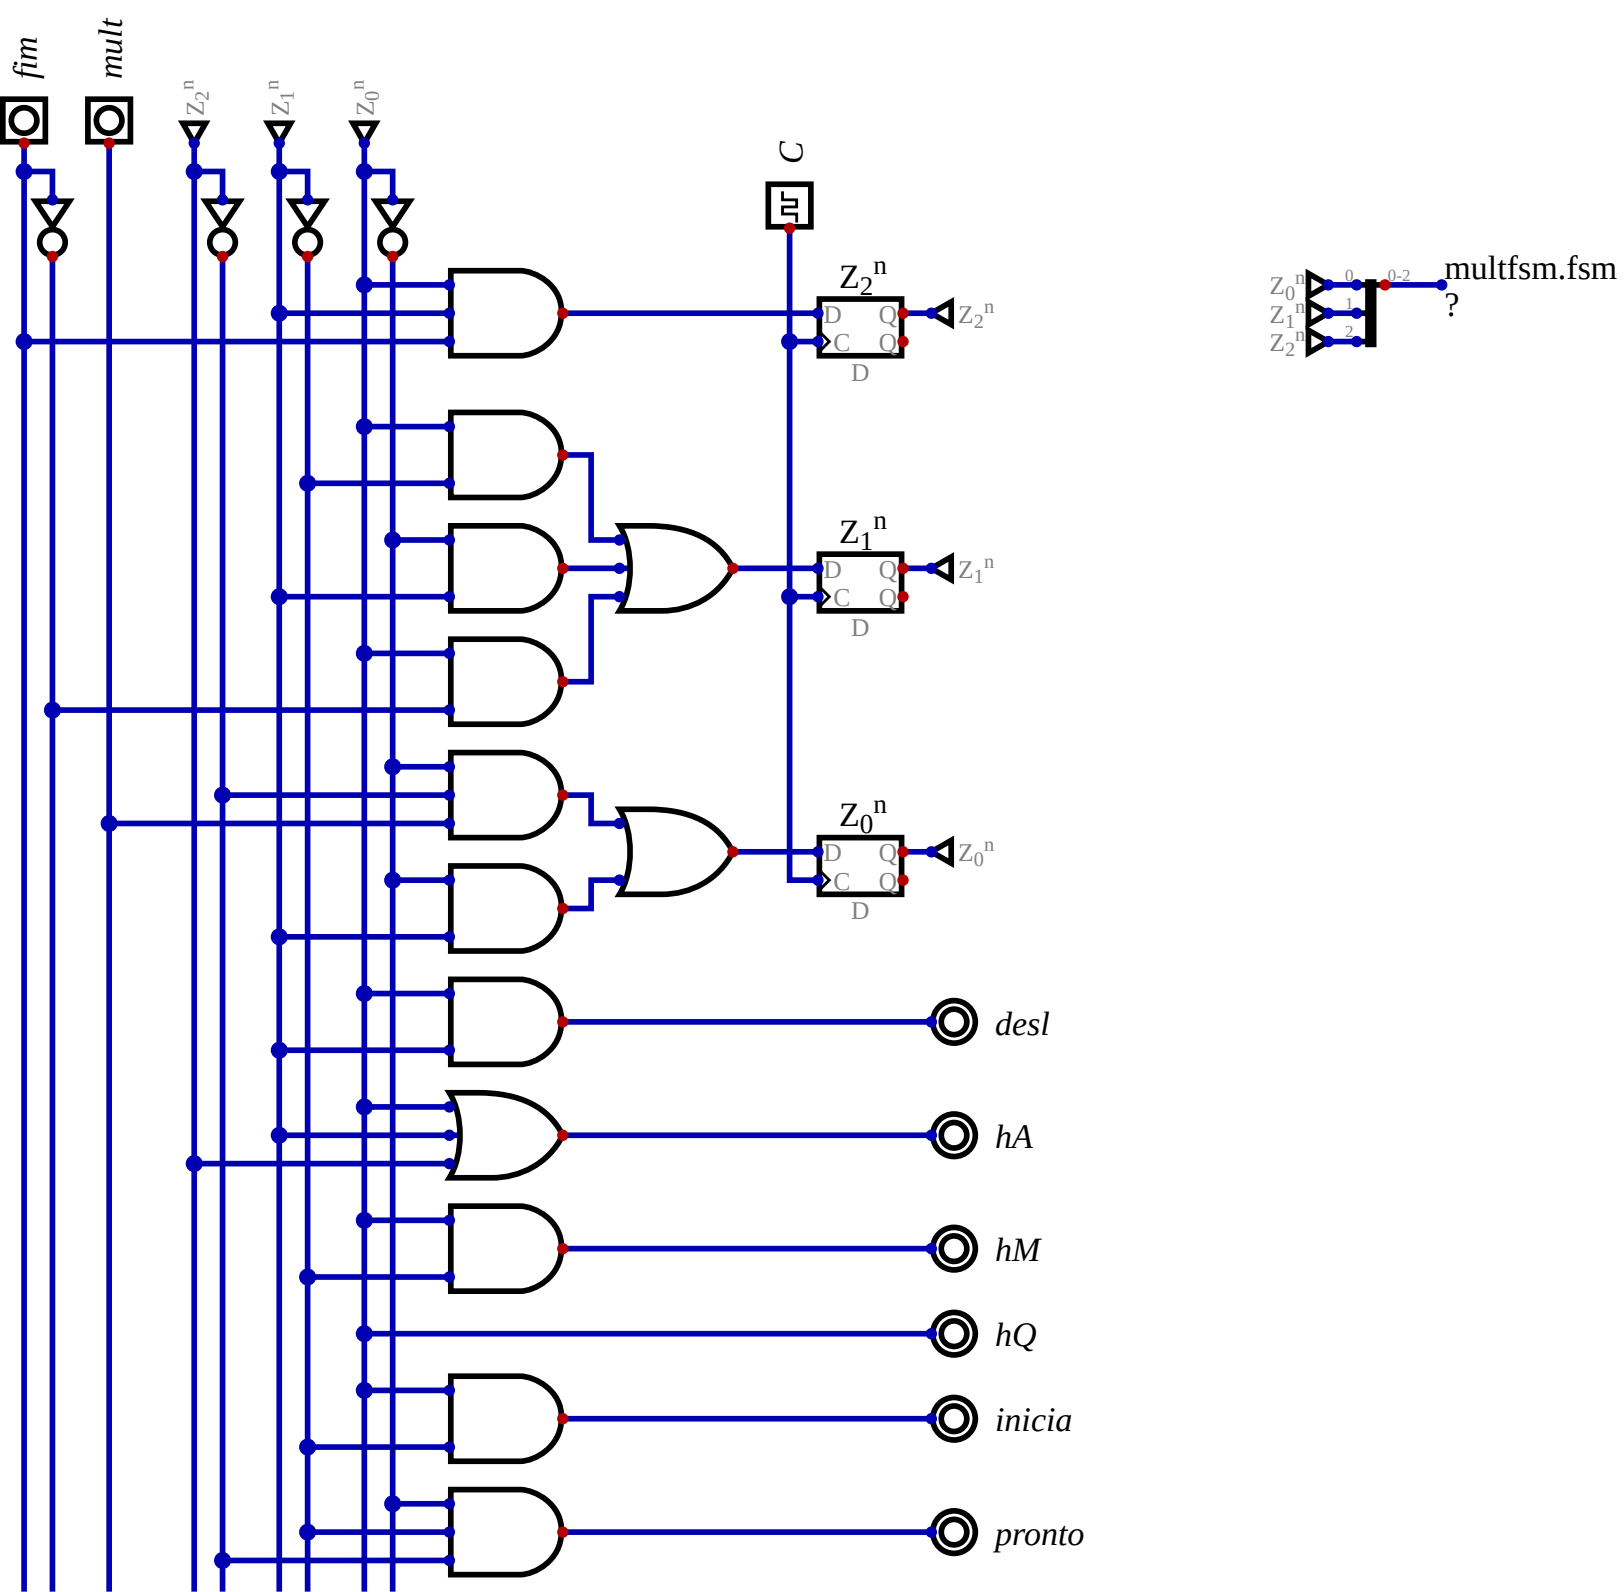 fim
mult
Z2n
Z1n
Z0n
C
Z2n
D Q
C Q
D
Z2n
Z0n 0 0-2 multfsm.fsm
Z1n 1 ?
Z2n 2
Z1n
D Q
C Q
D
Z1n
Z0n
D Q
C Q
D
Z0n
desl
hA
hM
hQ
inicia
pronto